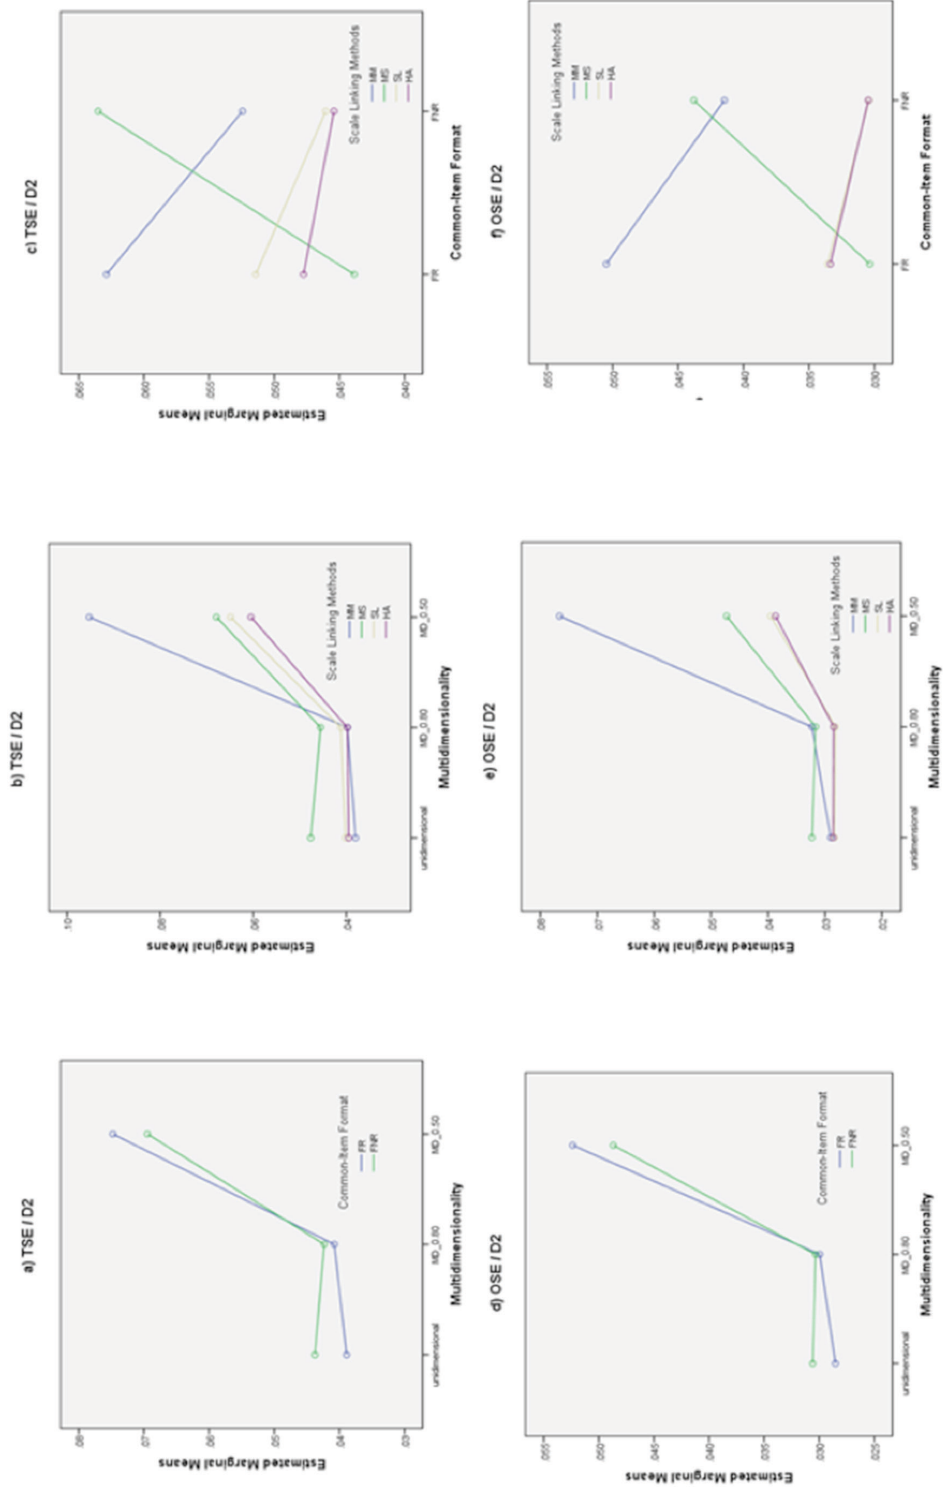 a) TSE / D2
Estimated Marginal Means
.08
.07
.06
.05
.04
.03
unidimensional
MD_0.80
MD_0.50
Multidimensionality
Common-Item Format
FR
FNR
b) TSE / D2
Estimated Marginal Means
.10
.08
.06
.04
unidimensional
MD_0.80
MD_0.50
Multidimensionality
Scale Linking Methods
MM
MS
SL
HA
c) TSE / D2
Estimated Marginal Means
.065
.060
.055
.050
.045
.040
FR
FNR
Common-Item Format
Scale Linking Methods
MM
MS
SL
HA
d) OSE / D2
Estimated Marginal Means
.055
.050
.045
.040
.035
.030
.025
unidimensional
MD_0.80
MD_0.50
Multidimensionality
Common-Item Format
FR
FNR
e) OSE / D2
Estimated Marginal Means
.08
.07
.06
.05
.04
.03
.02
unidimensional
MD_0.80
MD_0.50
Multidimensionality
Scale Linking Methods
MM
MS
SL
HA
f) OSE / D2
.055
.050
.045
.040
.035
.030
FR
FNR
Common-Item Format
Scale Linking Methods
MM
MS
SL
HA